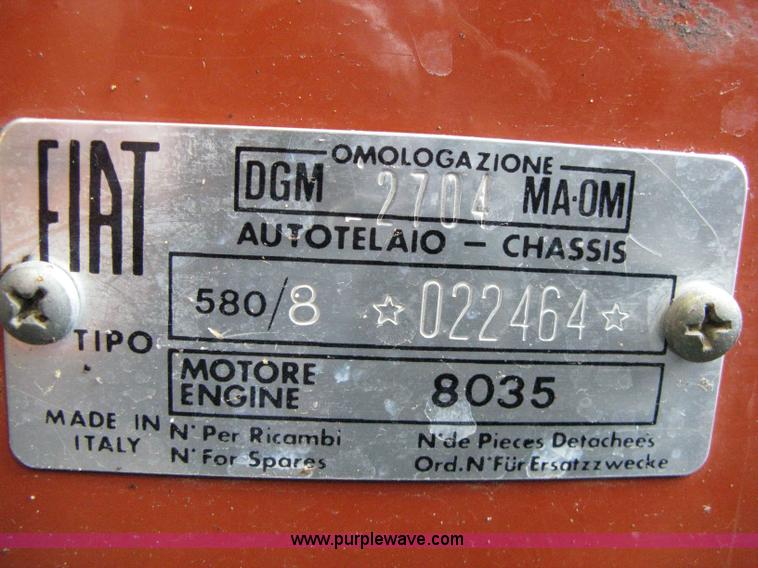 FIAT
OMOLOGAZIONE
DGM 2704 MA·OM
AUTOTELAIO – CHASSIS
580/8 ☆022464☆
TIPO
MOTORE
ENGINE 8035
MADE IN
ITALY
N° Per Ricambi N° de Pieces Detacheés
N° For Spares Ord. N° Für Ersatzzwecke
www.purplewave.com